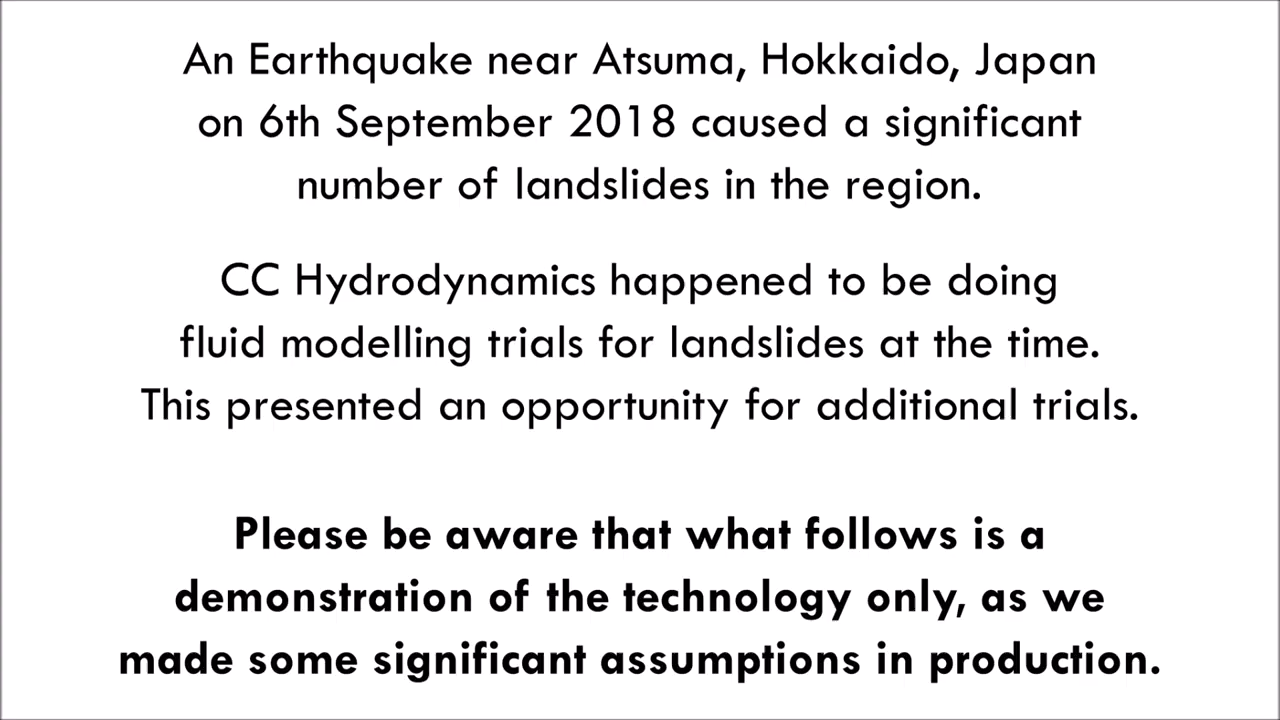 An Earthquake near Atsuma, Hokkaido, Japan
on 6th September 2018 caused a significant
number of landslides in the region.
CC Hydrodynamics happened to be doing
fluid modelling trials for landslides at the time.
This presented an opportunity for additional trials.
Please be aware that what follows is a
demonstration of the technology only, as we
made some significant assumptions in production.